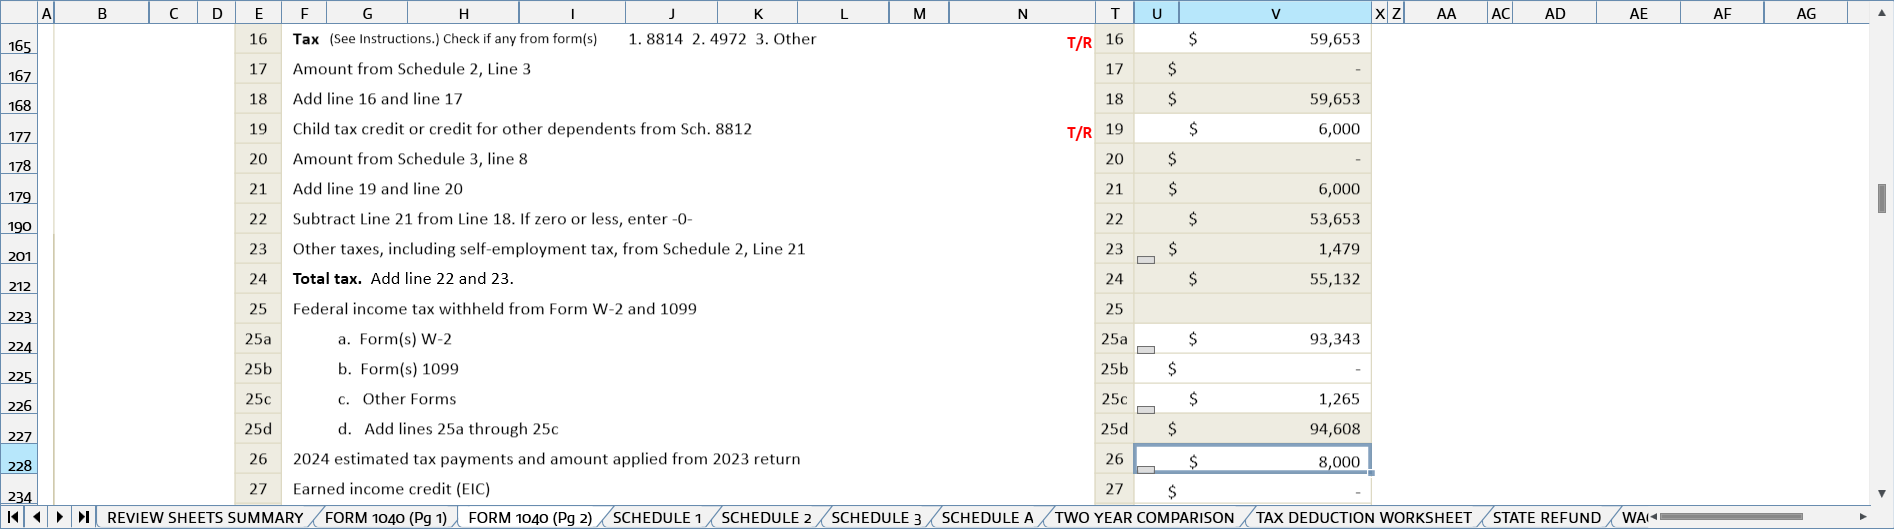 A B C D E F G H I J K L M N T U V X Z AA AC AD AE AF AG
165 16 Tax (See Instructions.) Check if any from form(s) 1. 8814 2. 4972 3. Other T/R 16 $ 59,653
167 17 Amount from Schedule 2, Line 3 17 $ -
168 18 Add line 16 and line 17 18 $ 59,653
177 19 Child tax credit or credit for other dependents from Sch. 8812 T/R 19 $ 6,000
178 20 Amount from Schedule 3, line 8 20 $ -
179 21 Add line 19 and line 20 21 $ 6,000
190 22 Subtract Line 21 from Line 18. If zero or less, enter -0- 22 $ 53,653
201 23 Other taxes, including self-employment tax, from Schedule 2, Line 21 23 $ 1,479
212 24 Total tax. Add line 22 and 23. 24 $ 55,132
223 25 Federal income tax withheld from Form W-2 and 1099 25
224 25a a. Form(s) W-2 25a $ 93,343
225 25b b. Form(s) 1099 25b $ -
226 25c c. Other Forms 25c $ 1,265
227 25d d. Add lines 25a through 25c 25d $ 94,608
228 26 2024 estimated tax payments and amount applied from 2023 return 26 $ 8,000
234 27 Earned income credit (EIC) 27 $ -
REVIEW SHEETS SUMMARY FORM 1040 (Pg 1) FORM 1040 (Pg 2) SCHEDULE 1 SCHEDULE 2 SCHEDULE 3 SCHEDULE A TWO YEAR COMPARISON TAX DEDUCTION WORKSHEET STATE REFUND WA